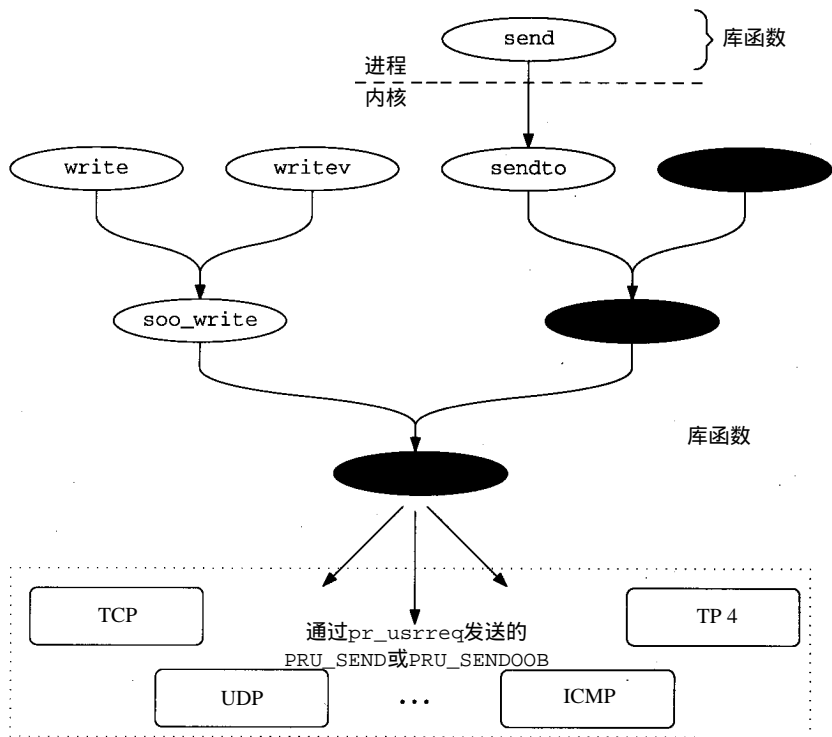 send
库函数
进程
内核
write
writev
sendto
soo_write
库函数
TCP
TP 4
通过pr_usrreq发送的
PRU_SEND或PRU_SENDOOB
UDP
...
ICMP